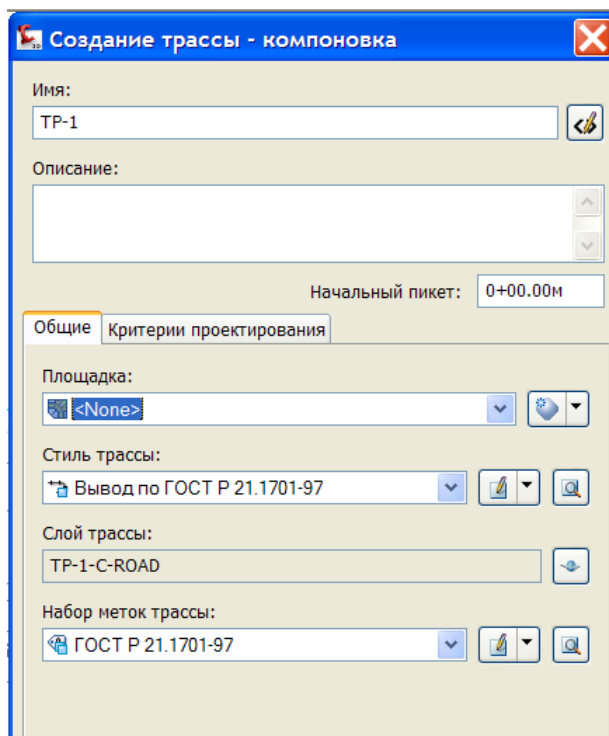 Создание трассы - компоновка
Имя:
ТР-1
Описание:
Начальный пикет: 0+00.00м
Общие Критерии проектирования
Площадка:
<None>
Стиль трассы:
Вывод по ГОСТ Р 21.1701-97
Слой трассы:
ТР-1-C-ROAD
Набор меток трассы:
ГОСТ Р 21.1701-97